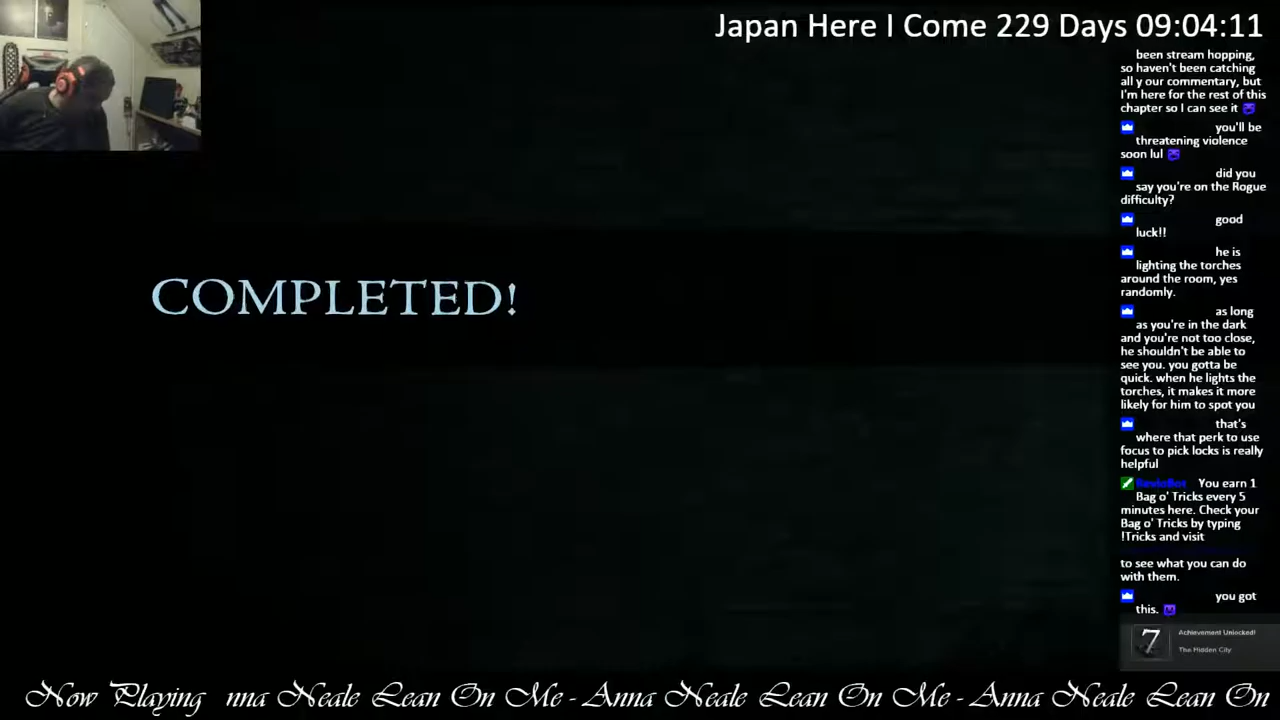 Japan Here I Come 229 Days 09:04:11
been stream hopping,
so haven't been catching
all y our commentary, but
I'm here for the rest of this
chapter so I can see it
you'll be
threatening violence
soon lul
did you
say you're on the Rogue
difficulty?
good
luck!!
he is
lighting the torches
around the room, yes
randomly.
as long
as you're in the dark
and you're not too close,
he shouldn't be able to
see you. you gotta be
quick. when he lights the
torches, it makes it more
likely for him to spot you
that's
where that perk to use
focus to pick locks is really
helpful
You earn 1
Bag o' Tricks every 5
minutes here. Check your
Bag o' Tricks by typing
!Tricks and visit
to see what you can do
with them.
you got
this.
COMPLETED!
7
Achievement Unlocked!
The Hidden City
Now Playing nna Neale Lean On Me - Anna Neale Lean On Me - Anna Neale Lean On